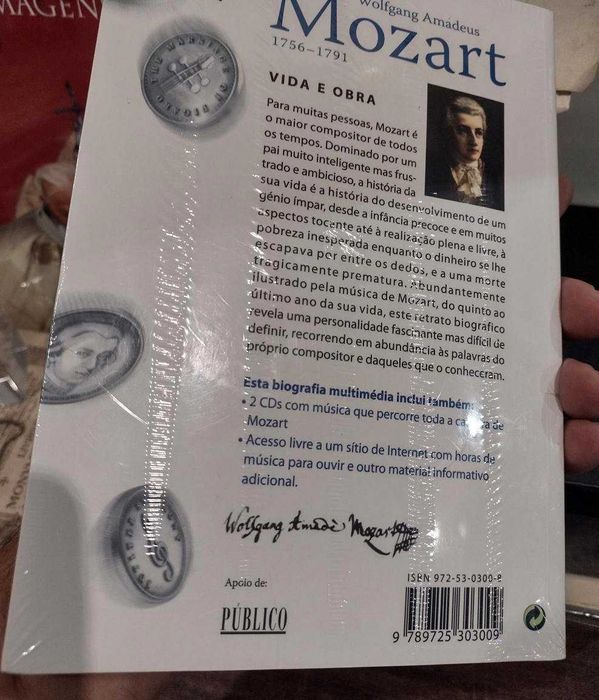 MAGEN
Wolfgang Amadeus
Mozart
1756–1791
VIDA E OBRA
Para muitas pessoas, Mozart é
o maior compositor de todos
os tempos. Dominado por um
pai muito inteligente mas frus-
trado e ambicioso, a história da
sua vida é a história do desenvolvimento de um
génio ímpar, desde a infância precoce e em muitos
aspectos tocante até à realização plena e livre, à
pobreza inesperada enquanto o dinheiro se lhe
escapava por entre os dedos, e a uma morte
tragicamente prematura. Abundantemente
ilustrado pela música de Mozart, do quinto ao
último ano da sua vida, este retrato biográfico
revela uma personalidade fascinante mas difícil de
definir, recorrendo em abundância às palavras do
próprio compositor e daqueles que o conheceram.
Esta biografia multimédia inclui também:
• 2 CDs com música que percorre toda a carreira de
Mozart
• Acesso livre a um sítio de Internet com horas de
música para ouvir e outro material informativo
adicional.
Wolfgang Amadè Mozart
Apoio de:
PÚBLICO
ISBN 972-53-0300-8
9 789725 303009